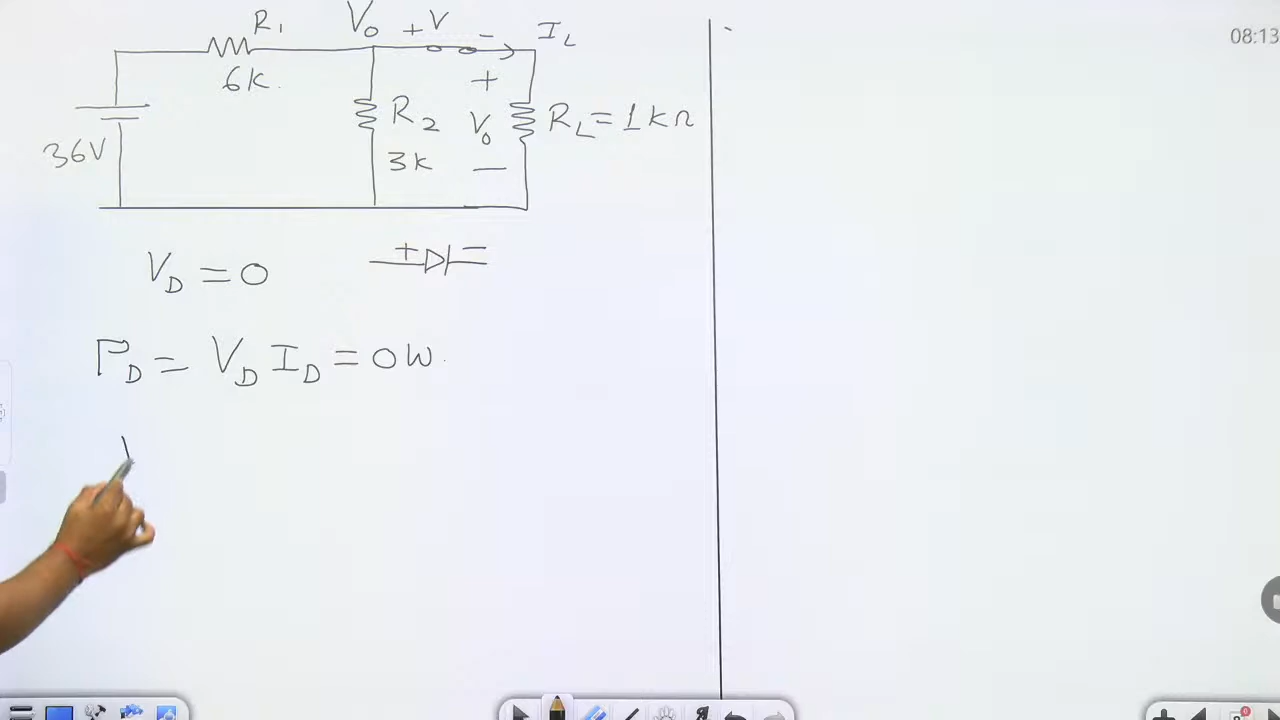 R1 V0 + V - IL
6K.
+
R2 V0 RL = 1KΩ
36V
3K
-
+ -
VD = 0
PD = VD ID = 0W.
08:13